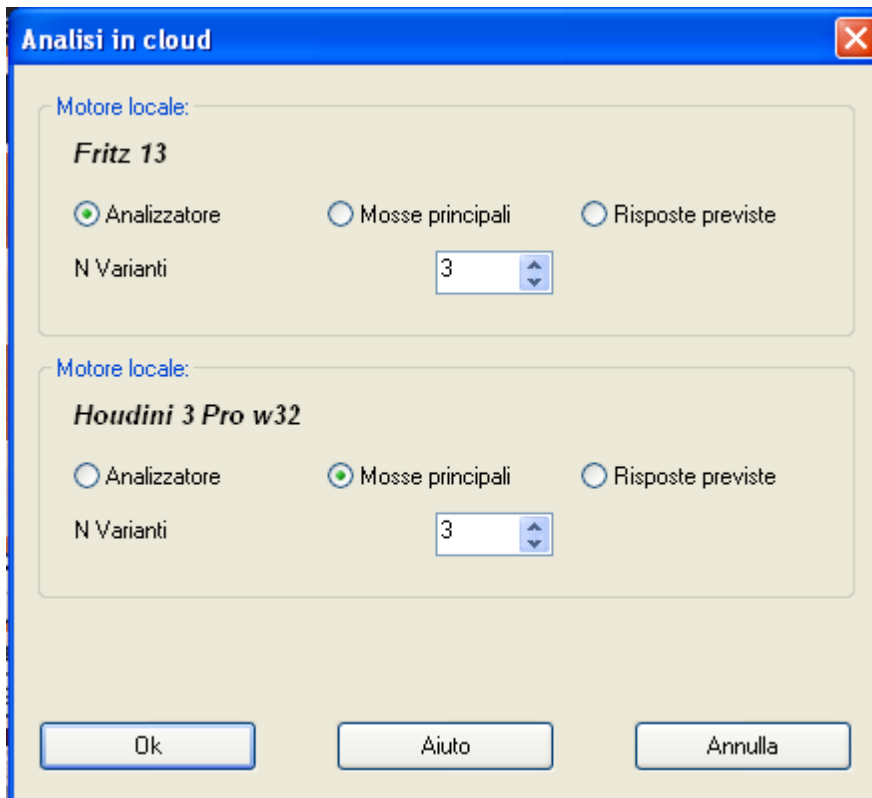 Analisi in cloud
Motore locale:
Fritz 13
Analizzatore Mosse principali Risposte previste
N Varianti 3
Motore locale:
Houdini 3 Pro w32
Analizzatore Mosse principali Risposte previste
N Varianti 3
Ok Aiuto Annulla